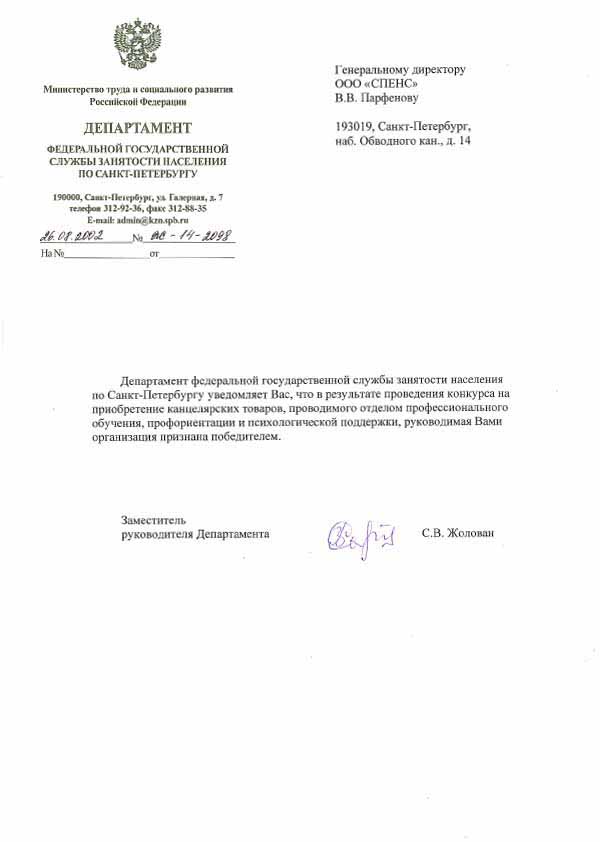 Министерство труда и социального развития
Российской Федерации
ДЕПАРТАМЕНТ
ФЕДЕРАЛЬНОЙ ГОСУДАРСТВЕННОЙ
СЛУЖБЫ ЗАНЯТОСТИ НАСЕЛЕНИЯ
ПО САНКТ-ПЕТЕРБУРГУ
190000, Санкт-Петербург, ул. Галерная, д. 7
телефон 312-92-36, факс 312-88-35
E-mail: admin@kzn.spb.ru
26.08.2002 № -14-2098
На № от
Генеральному директору
ООО «СПЕНС»
В.В. Парфенову
193019, Санкт-Петербург,
наб. Обводного кан., д. 14
Департамент федеральной государственной службы занятости населения
по Санкт-Петербургу уведомляет Вас, что в результате проведения конкурса на
приобретение канцелярских товаров, проводимого отделом профессионального
обучения, профориентации и психологической поддержки, руководимая Вами
организация признана победителем.
Заместитель
руководителя Департамента С.В. Жолован